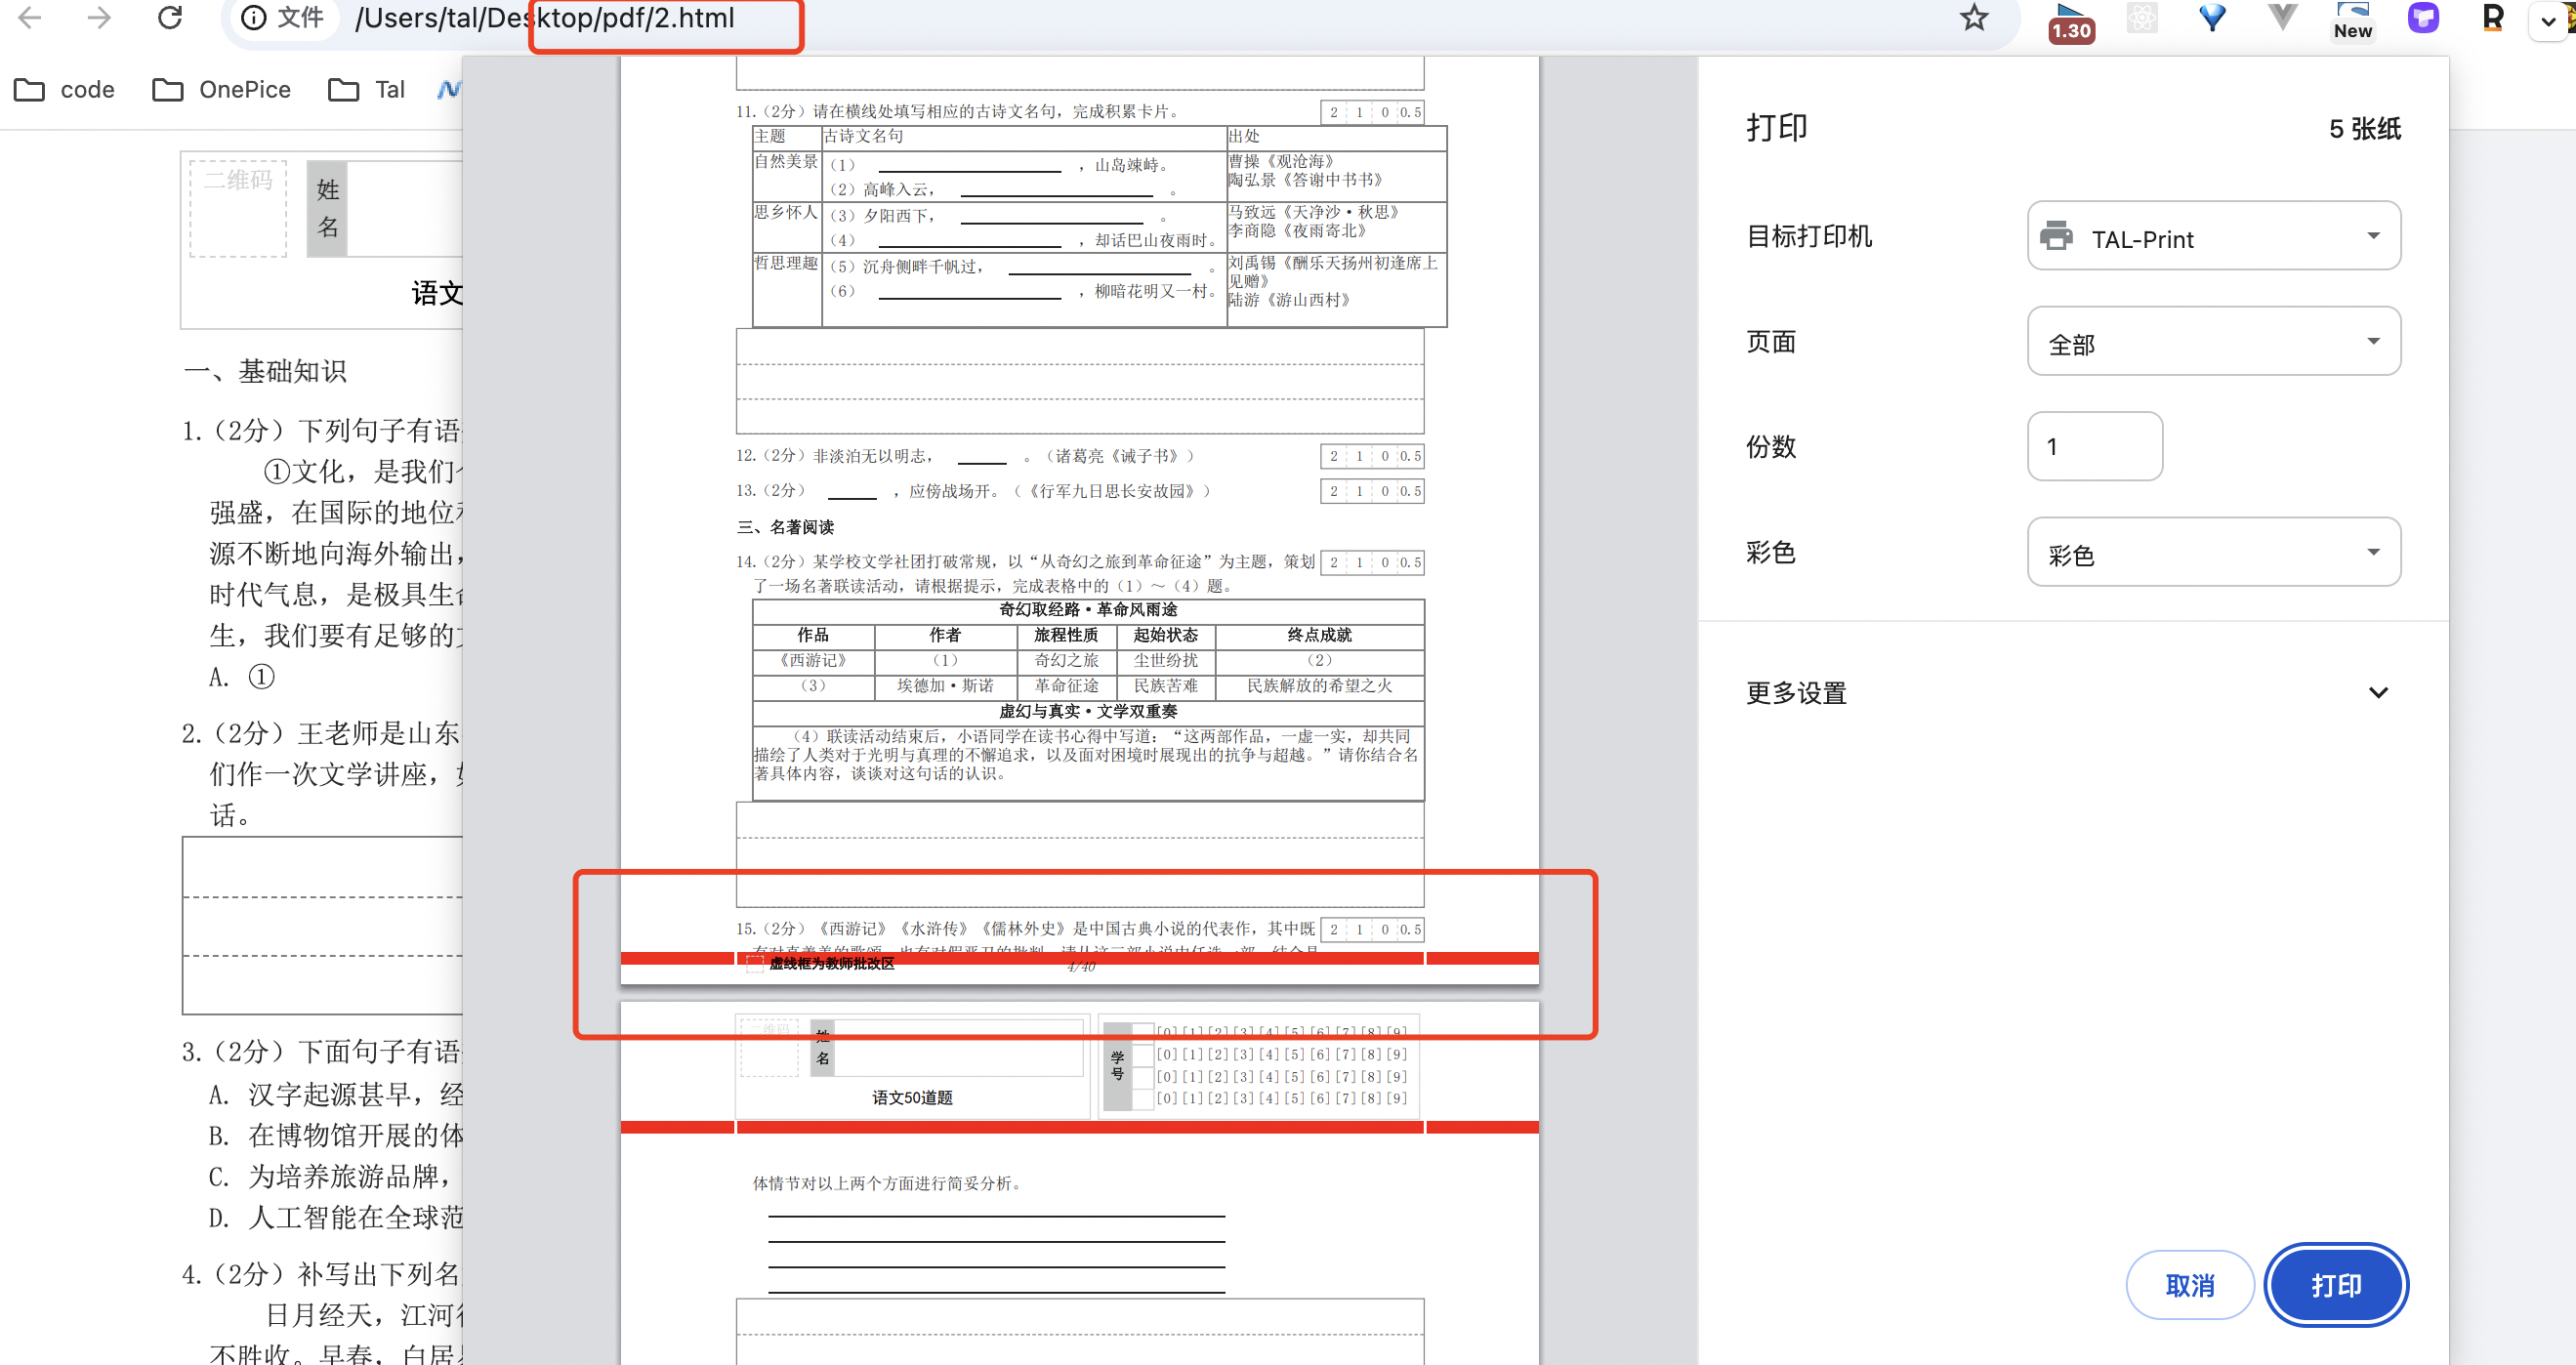 文件
/Users/tal/Desktop/pdf/2.html
1.30
New
R
code
OnePice
Tal
二维码
姓
名
语文
一、基础知识
1.（2分）下列句子有语
①文化，是我们
强盛，在国际的地位
源不断地向海外输出，
时代气息，是极具生
生，我们要有足够的
A. ①
2.（2分）王老师是山东
们作一次文学讲座，
话。
3.（2分）下面句子有语
A. 汉字起源甚早，经
B. 在博物馆开展的体
C. 为培养旅游品牌，
D. 人工智能在全球范
4.（2分）补写出下列名
日月经天，江河
不胜收。早春，白居
11.（2分）请在横线处填写相应的古诗文名句，完成积累卡片。 2 1 0 0.5
主题 古诗文名句 出处
自然美景 （1） ，山岛竦峙。 曹操《观沧海》
（2）高峰入云， 。 陶弘景《答谢中书书》
思乡怀人 （3）夕阳西下， 。 马致远《天净沙·秋思》
（4） ，却话巴山夜雨时。 李商隐《夜雨寄北》
哲思理趣 （5）沉舟侧畔千帆过， 。 刘禹锡《酬乐天扬州初逢席上
见赠》
（6） ，柳暗花明又一村。 陆游《游山西村》
12.（2分）非淡泊无以明志， 。（诸葛亮《诫子书》） 2 1 0 0.5
13.（2分） ，应傍战场开。（《行军九日思长安故园》） 2 1 0 0.5
三、名著阅读
14.（2分）某学校文学社团打破常规，以“从奇幻之旅到革命征途”为主题，策划 2 1 0 0.5
了一场名著联读活动，请根据提示，完成表格中的（1）～（4）题。
奇幻取经路·革命风雨途
作品 作者 旅程性质 起始状态 终点成就
《西游记》 （1） 奇幻之旅 尘世纷扰 （2）
（3） 埃德加·斯诺 革命征途 民族苦难 民族解放的希望之火
虚幻与真实·文学双重奏
（4）联读活动结束后，小语同学在读书心得中写道：“这两部作品，一虚一实，却共同
描绘了人类对于光明与真理的不懈追求，以及面对困境时展现出的抗争与超越。”请你结合名
著具体内容，谈谈对这句话的认识。
15.（2分）《西游记》《水浒传》《儒林外史》是中国古典小说的代表作，其中既 2 1 0 0.5
虚线框为教师批改区 4/40
二维码
姓
名
语文50道题
学
号
[0][1][2][3][4][5][6][7][8][9]
[0][1][2][3][4][5][6][7][8][9]
[0][1][2][3][4][5][6][7][8][9]
[0][1][2][3][4][5][6][7][8][9]
体情节对以上两个方面进行简妥分析。
打印 5 张纸
目标打印机 TAL-Print
页面 全部
份数 1
彩色 彩色
更多设置
取消 打印